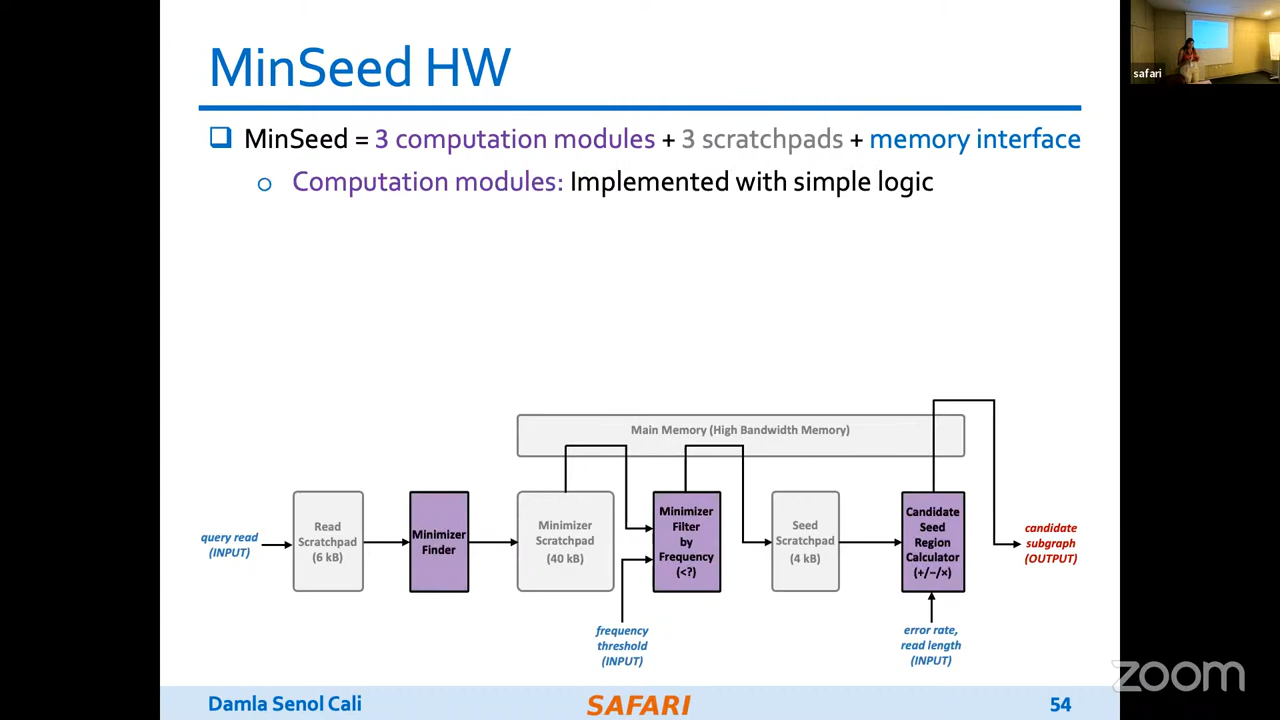 MinSeed HW
safari
❑ MinSeed = 3 computation modules + 3 scratchpads + memory interface
o Computation modules: Implemented with simple logic
Main Memory (High Bandwidth Memory)
query read
(INPUT)
Read
Scratchpad
(6 kB)
Minimizer
Finder
Minimizer
Scratchpad
(40 kB)
Minimizer
Filter
by
Frequency
(<?)
Seed
Scratchpad
(4 kB)
Candidate
Seed
Region
Calculator
(+/−/×)
candidate
subgraph
(OUTPUT)
frequency
threshold
(INPUT)
error rate,
read length
(INPUT)
zoom
Damla Senol Cali
SAFARI
54